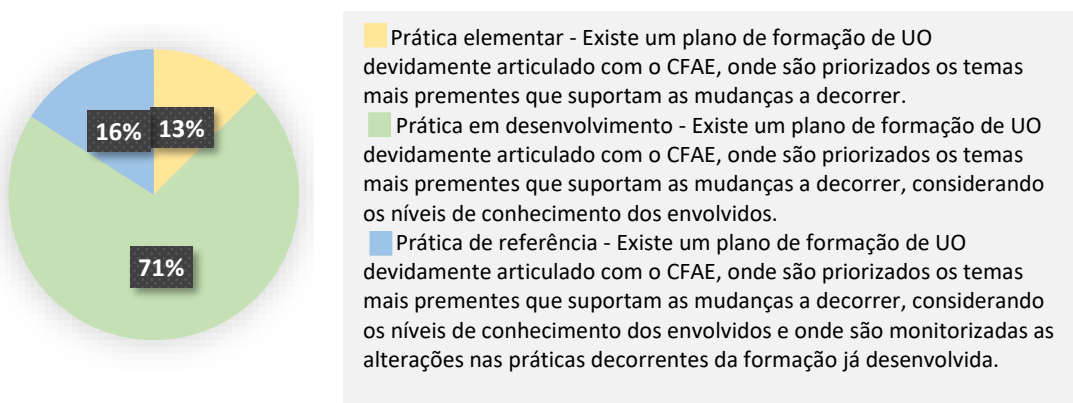 16% 13%
71%
Prática elementar - Existe um plano de formação de UO
devidamente articulado com o CFAE, onde são priorizados os temas
mais prementes que suportam as mudanças a decorrer.
Prática em desenvolvimento - Existe um plano de formação de UO
devidamente articulado com o CFAE, onde são priorizados os temas
mais prementes que suportam as mudanças a decorrer, considerando
os níveis de conhecimento dos envolvidos.
Prática de referência - Existe um plano de formação de UO
devidamente articulado com o CFAE, onde são priorizados os temas
mais prementes que suportam as mudanças a decorrer, considerando
os níveis de conhecimento dos envolvidos e onde são monitorizadas as
alterações nas práticas decorrentes da formação já desenvolvida.